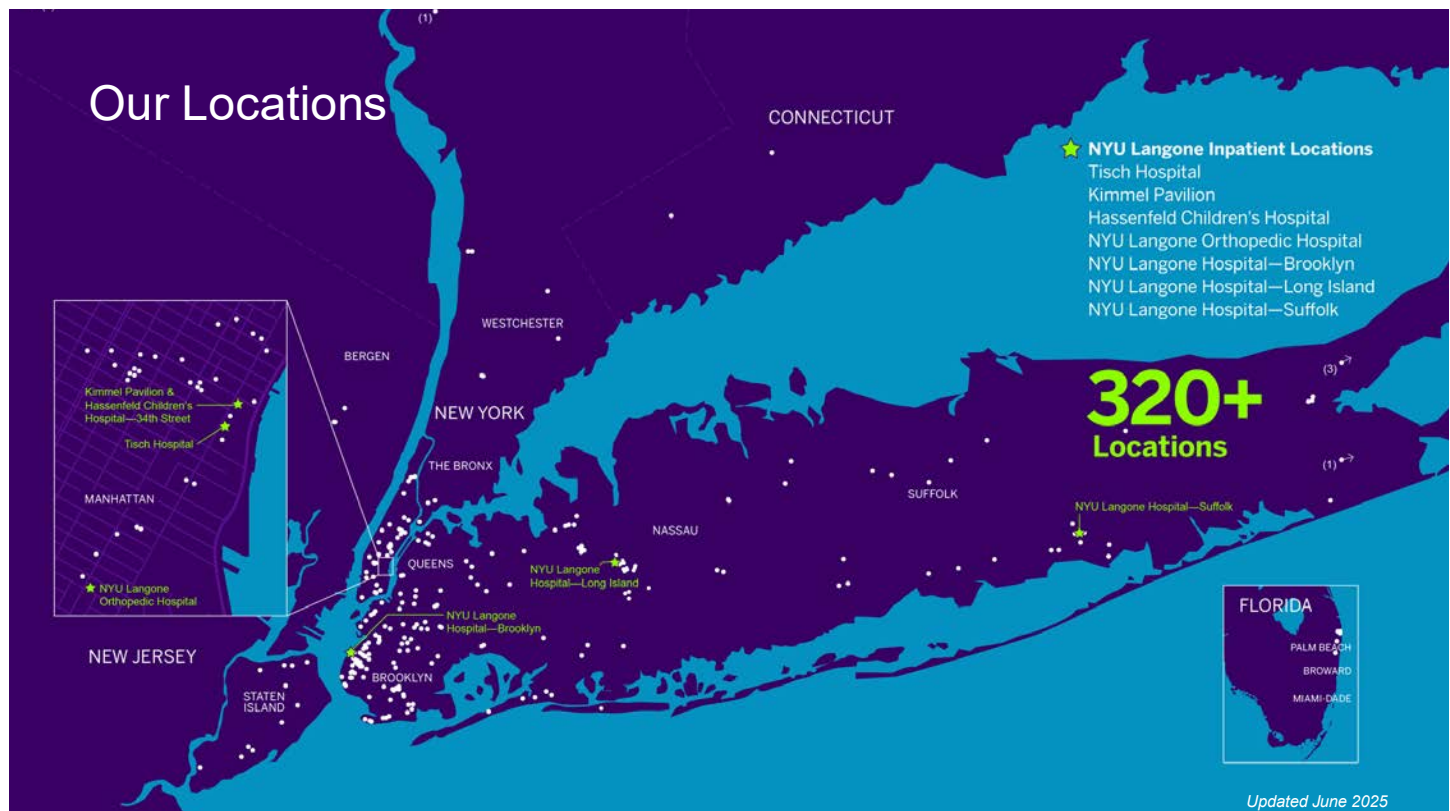 (1)
Our Locations
CONNECTICUT
NYU Langone Inpatient Locations
Tisch Hospital
Kimmel Pavilion
Hassenfeld Children's Hospital
NYU Langone Orthopedic Hospital
NYU Langone Hospital—Brooklyn
NYU Langone Hospital—Long Island
NYU Langone Hospital—Suffolk
WESTCHESTER
BERGEN
NEW YORK
THE BRONX
(3)
320+
Locations
(1)
Kimmel Pavilion &
Hassenfeld Children's
Hospital—34th Street
Tisch Hospital
MANHATTAN
NYU Langone
Orthopedic Hospital
SUFFOLK
NYU Langone Hospital—Suffolk
NASSAU
QUEENS
NYU Langone
Hospital—Long Island
NYU Langone
Hospital—Brooklyn
NEW JERSEY
BROOKLYN
STATEN
ISLAND
FLORIDA
PALM BEACH
BROWARD
MIAMI-DADE
Updated June 2025